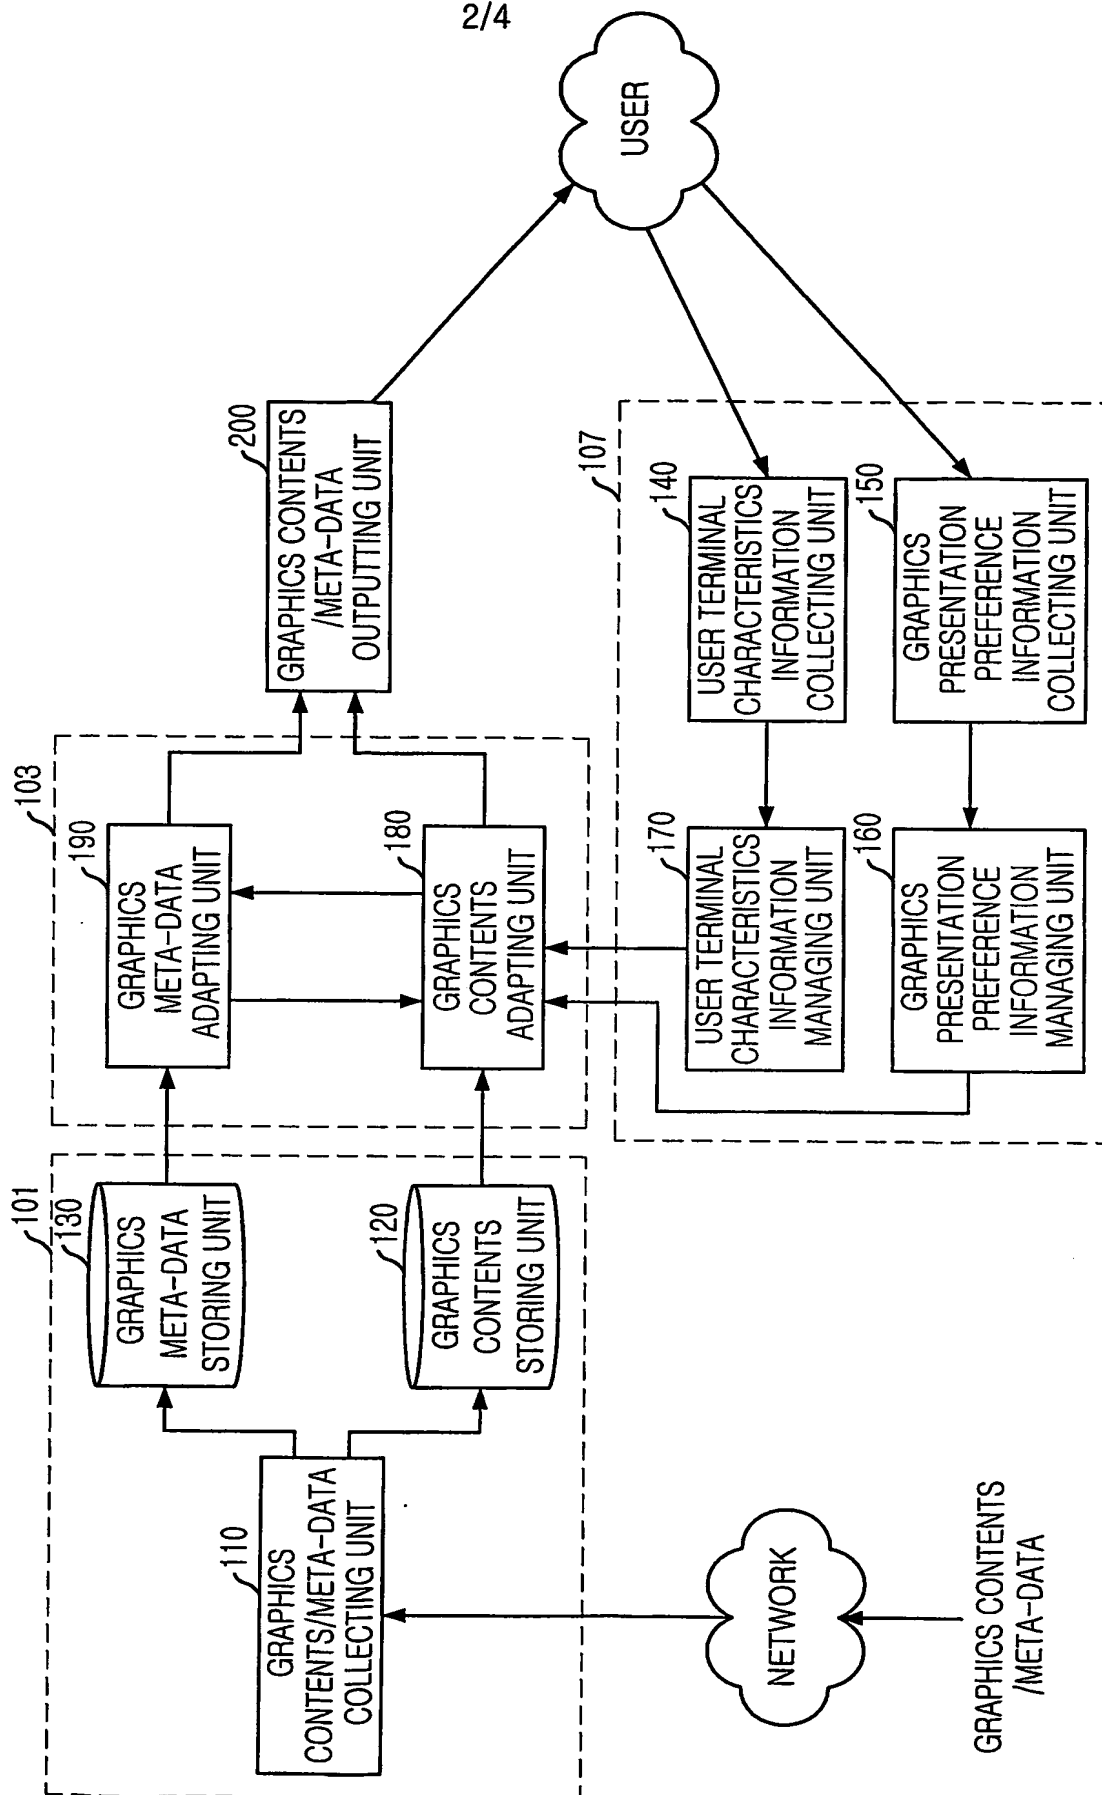 2/4
101
110
GRAPHICS
CONTENTS/META-DATA
COLLECTING UNIT
130
GRAPHICS
META-DATA
STORING UNIT
120
GRAPHICS
CONTENTS
STORING UNIT
103
190
GRAPHICS
META-DATA
ADAPTING UNIT
180
GRAPHICS
CONTENTS
ADAPTING UNIT
200
GRAPHICS CONTENTS
/META-DATA
OUTPUTTING UNIT
USER
107
170
USER TERMINAL
CHARACTERISTICS
INFORMATION
MANAGING UNIT
140
USER TERMINAL
CHARACTERISTICS
INFORMATION
COLLECTING UNIT
160
GRAPHICS
PRESENTATION
PREFERENCE
INFORMATION
MANAGING UNIT
150
GRAPHICS
PRESENTATION
PREFERENCE
INFORMATION
COLLECTING UNIT
NETWORK
GRAPHICS CONTENTS
/META-DATA